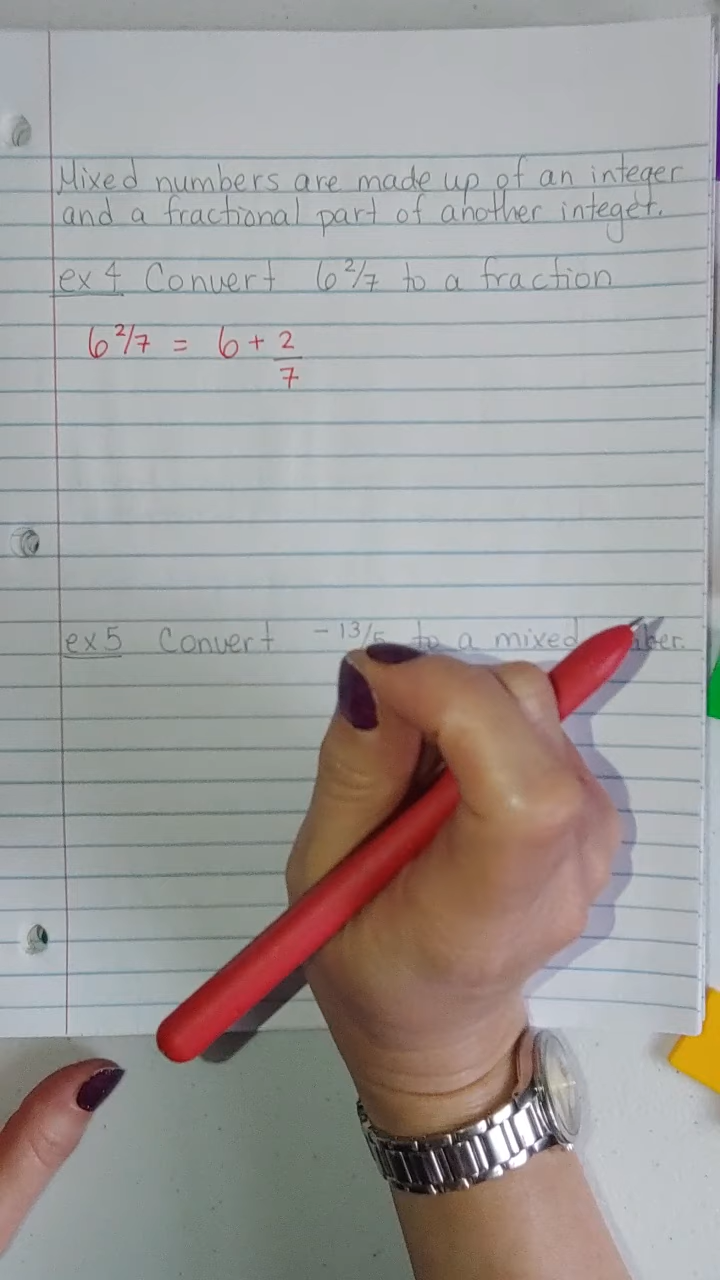 Mixed numbers are made up of an integer
and a fractional part of another integer.
ex 4 Convert 6 2/7 to a fraction
6 2/7 = 6 + 2/7
ex 5 Convert -13/5 to a mixed